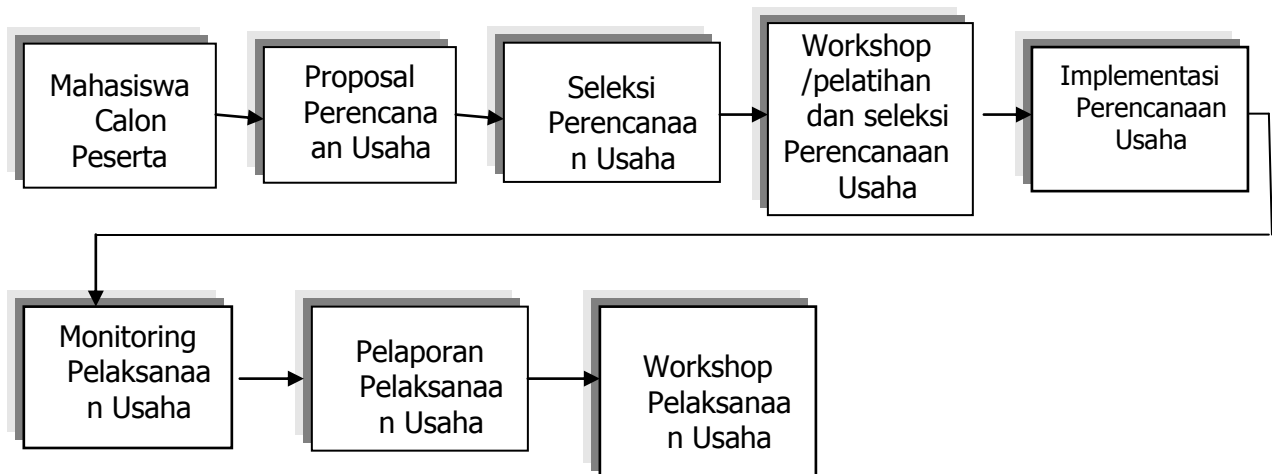 Mahasiswa
Calon
Peserta
Proposal
Perencana
an Usaha
Seleksi
Perencanaa
n Usaha
Workshop
/pelatihan
dan seleksi
Perencanaan
Usaha
Implementasi
Perencanaan
Usaha
Monitoring
Pelaksanaa
n Usaha
Pelaporan
Pelaksanaa
n Usaha
Workshop
Pelaksanaa
n Usaha